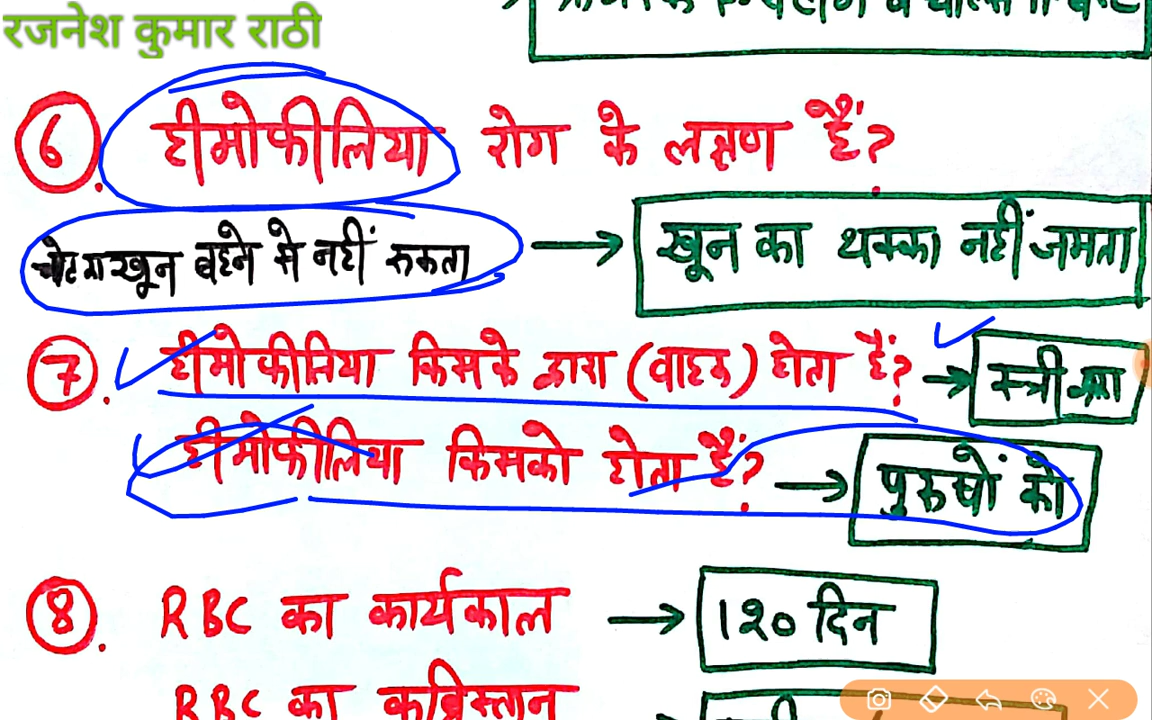 रजनेश कुमार राठी
6. हीमोफीलिया रोग के लक्षण हैं?
खून बहने से नहीं रुकता → खून का थक्का नहीं जमता
7. हीमोफीलिया किसके द्वारा (वाहक) होता हैं? → स्त्री द्वारा
हीमोफीलिया किसको होता हैं? → पुरुषों को
8. RBC का कार्यकाल → 120 दिन
RBC का कब्रिस्तान